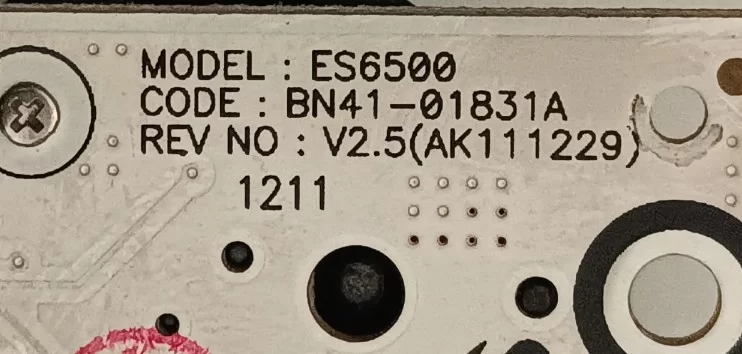 MODEL : ES6500
CODE : BN41-01831A
REV NO : V2.5(AK111229)
1211